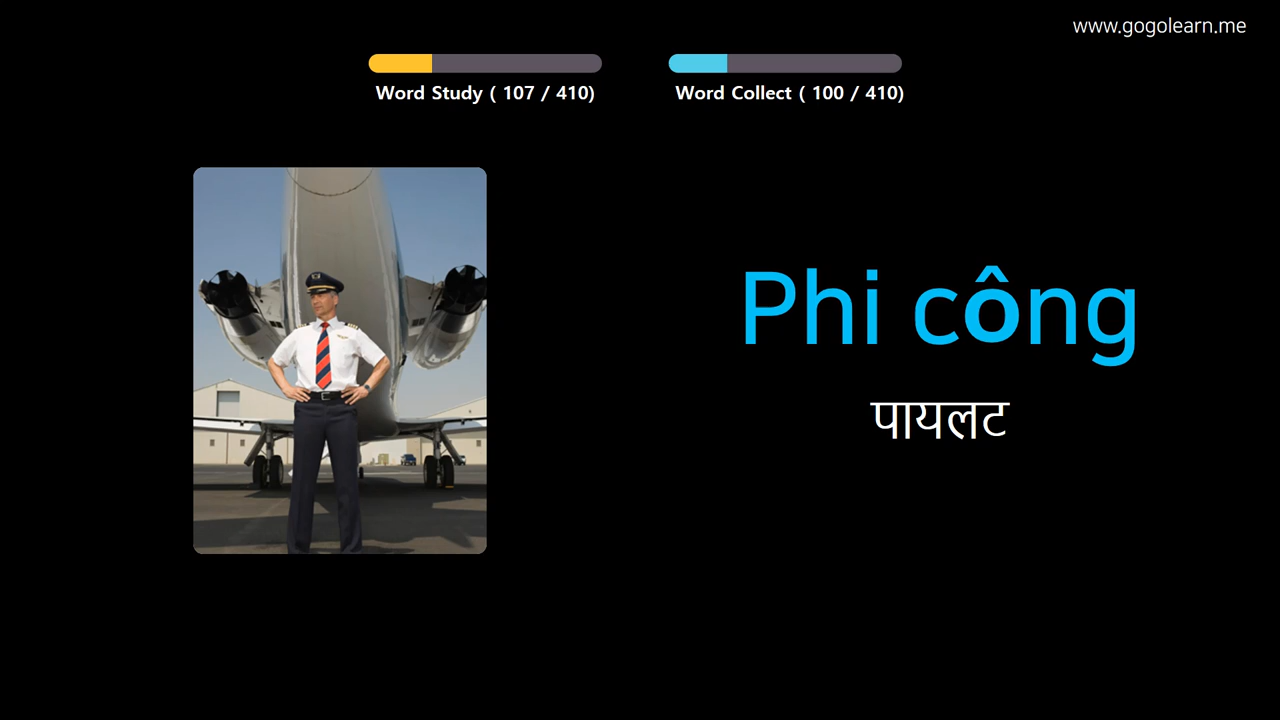 www.gogolearn.me
Word Study ( 107 / 410)
Word Collect ( 100 / 410)
Phi công
पायलट